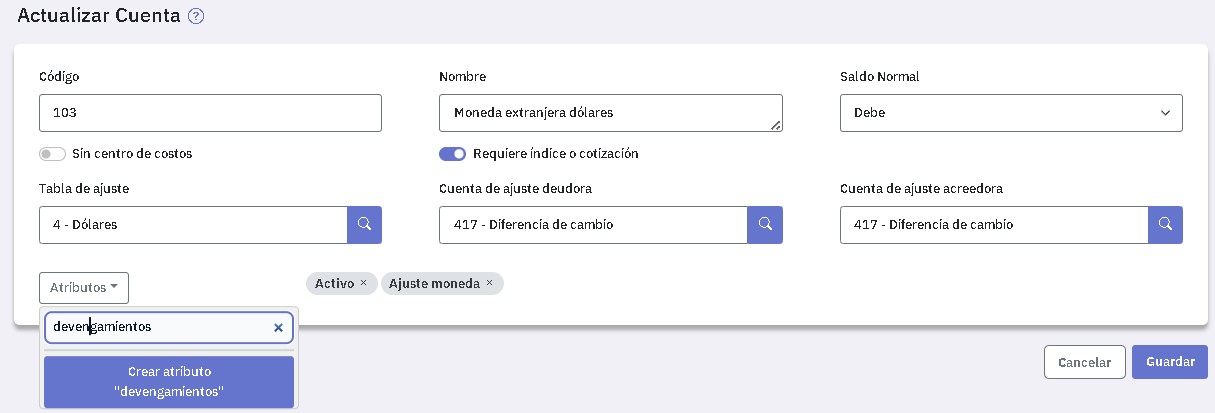 Actualizar Cuenta ?
Código
Nombre
Saldo Normal
103
Moneda extranjera dólares
Debe
Sin centro de costos
Requiere índice o cotización
Tabla de ajuste
Cuenta de ajuste deudora
Cuenta de ajuste acreedora
4 - Dólares
417 - Diferencia de cambio
417 - Diferencia de cambio
Atributos
Activo ×
Ajuste moneda ×
devengamientos ×
Crear atributo
"devengamientos"
Cancelar
Guardar